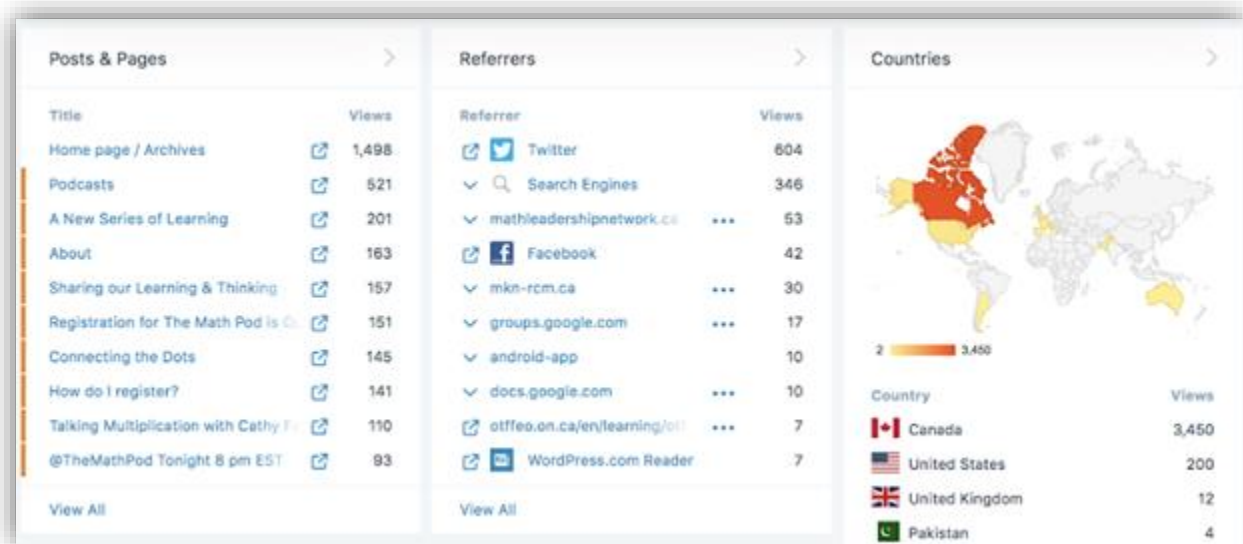 Posts & Pages
Title Views
Home page / Archives 1,498
Podcasts 521
A New Series of Learning 201
About 163
Sharing our Learning & Thinking 157
Registration for The Math Pod is 151
Connecting the Dots 145
How do I register? 141
Talking Multiplication with Cathy 110
@TheMathPod Tonight 8 pm EST 93
View All
Referrers
Referrer Views
Twitter 604
Search Engines 346
mathleadershipnetwork.ca ... 53
f Facebook 42
mkn-rcm.ca ... 30
groups.google.com ... 17
android-app 10
docs.google.com ... 10
otffeo.on.ca/en/learning/ ... 7
WordPress.com Reader 7
View All
Countries
2 3,450
Country Views
Canada 3,450
United States 200
United Kingdom 12
Pakistan 4